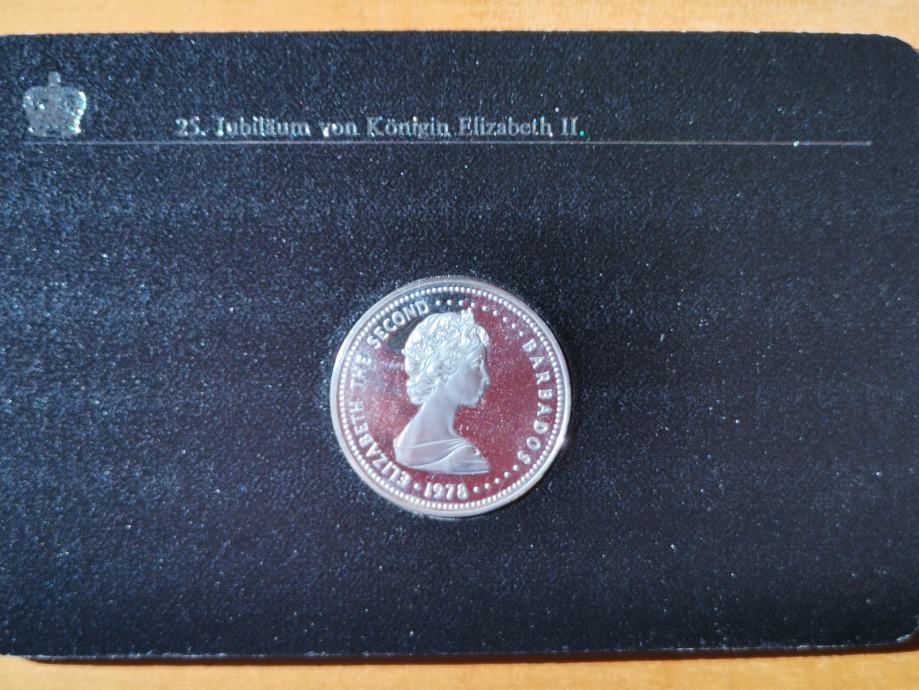 25. Jubiläum von Königin Elizabeth II.
ELIZABETH THE SECOND
BARBADOS
1978